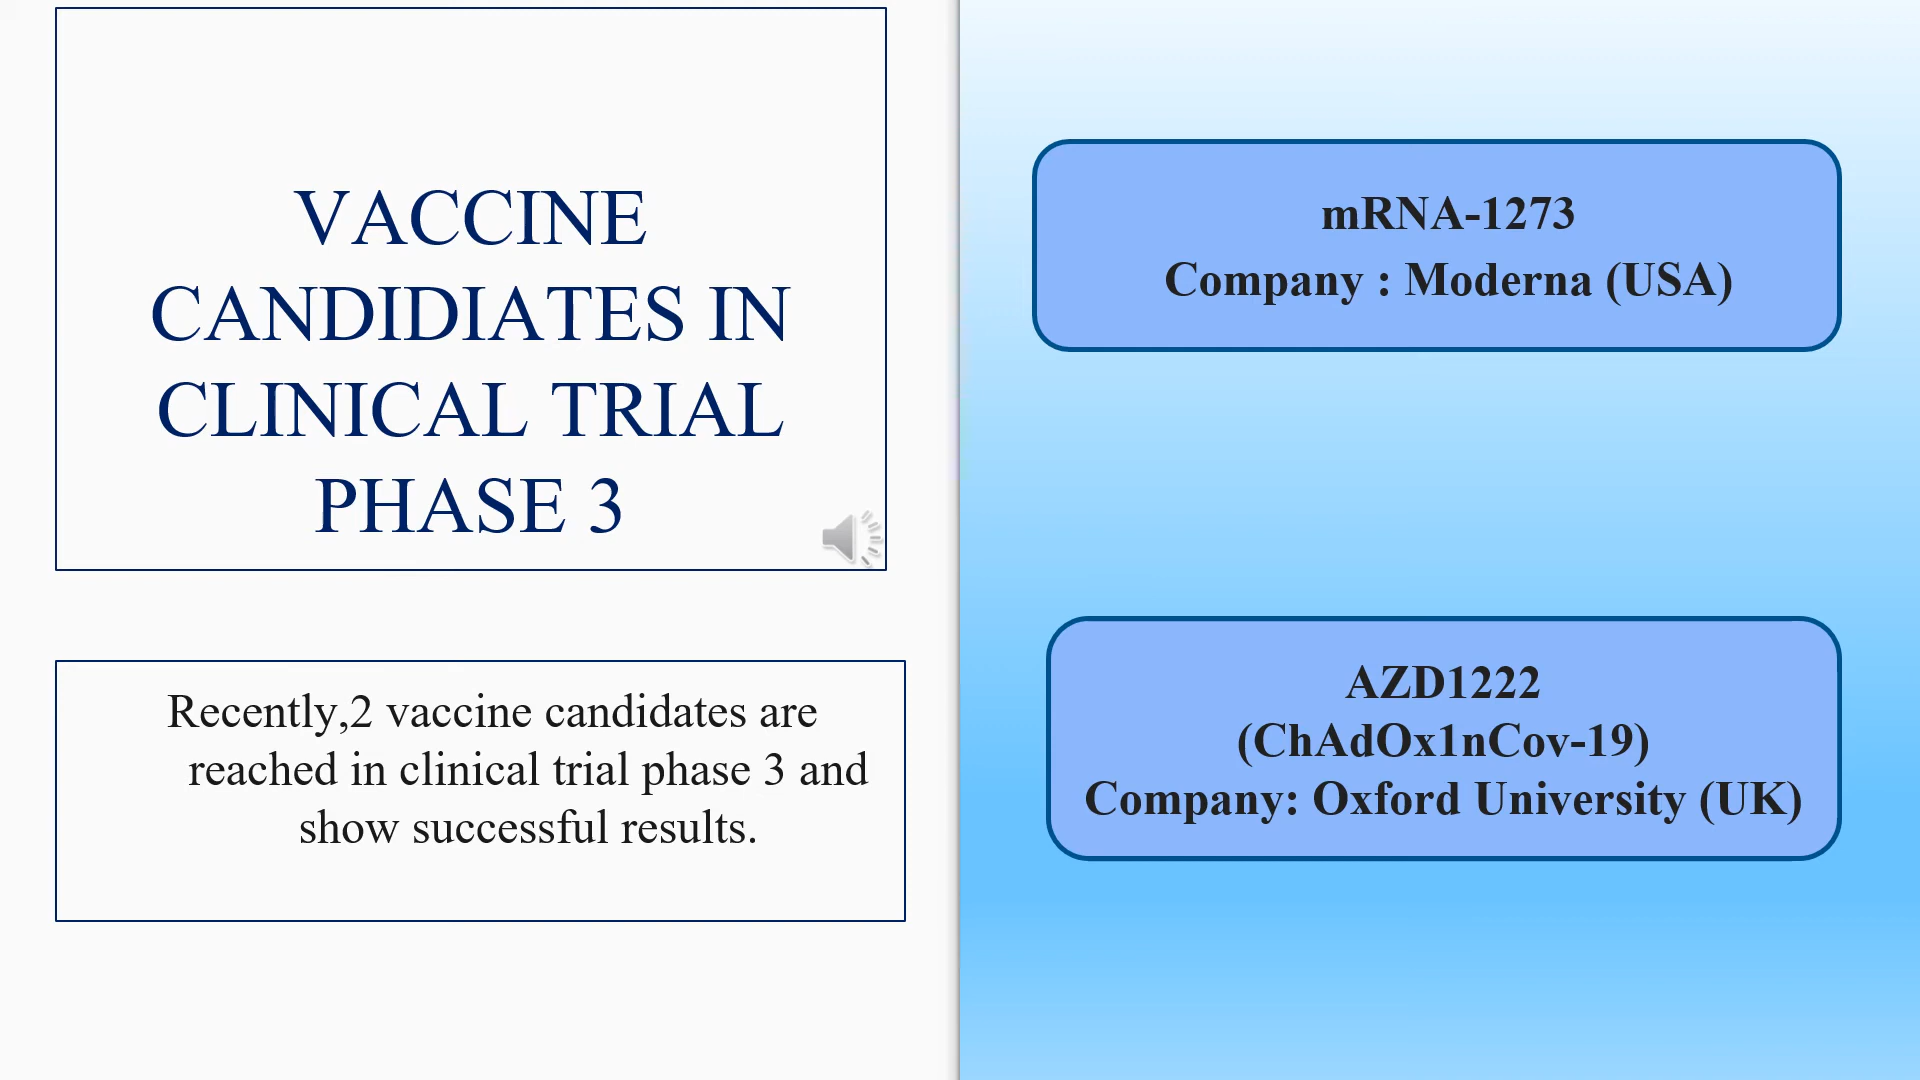 VACCINE
CANDIDIATES IN
CLINICAL TRIAL
PHASE 3
Recently,2 vaccine candidates are
reached in clinical trial phase 3 and
show successful results.
mRNA-1273
Company : Moderna (USA)
AZD1222
(ChAdOx1nCov-19)
Company: Oxford University (UK)